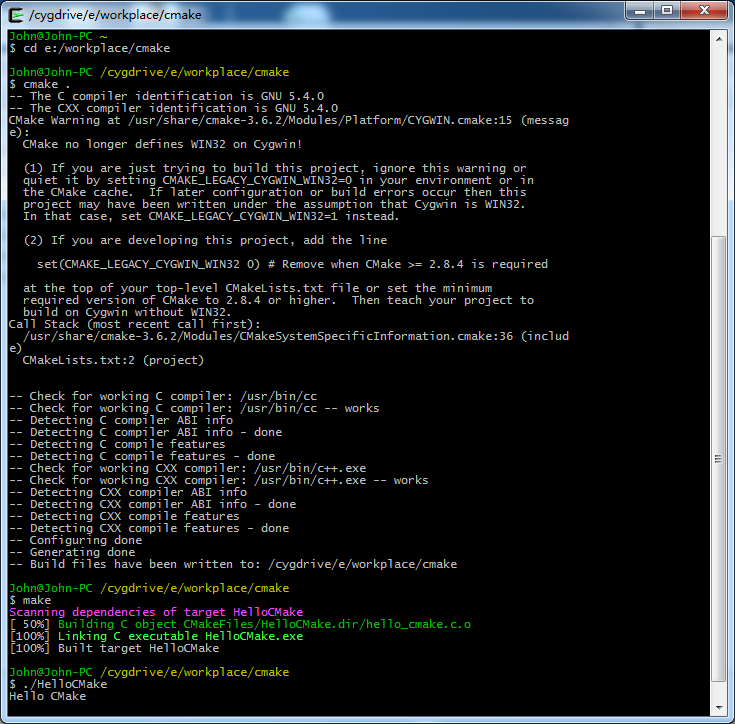 /cygdrive/e/workplace/cmake
John@John-PC ~
$ cd e:/workplace/cmake
John@John-PC /cygdrive/e/workplace/cmake
$ cmake .
-- The C compiler identification is GNU 5.4.0
-- The CXX compiler identification is GNU 5.4.0
CMake Warning at /usr/share/cmake-3.6.2/Modules/Platform/CYGWIN.cmake:15 (messag
e):
  CMake no longer defines WIN32 on Cygwin!
  (1) If you are just trying to build this project, ignore this warning or
  quiet it by setting CMAKE_LEGACY_CYGWIN_WIN32=0 in your environment or in
  the CMake cache.  If later configuration or build errors occur then this
  project may have been written under the assumption that Cygwin is WIN32.
  In that case, set CMAKE_LEGACY_CYGWIN_WIN32=1 instead.
  (2) If you are developing this project, add the line
    set(CMAKE_LEGACY_CYGWIN_WIN32 0) # Remove when CMake >= 2.8.4 is required
  at the top of your top-level CMakeLists.txt file or set the minimum
  required version of CMake to 2.8.4 or higher.  Then teach your project to
  build on Cygwin without WIN32.
Call Stack (most recent call first):
  /usr/share/cmake-3.6.2/Modules/CMakeSystemSpecificInformation.cmake:36 (includ
e)
  CMakeLists.txt:2 (project)
-- Check for working C compiler: /usr/bin/cc
-- Check for working C compiler: /usr/bin/cc -- works
-- Detecting C compiler ABI info
-- Detecting C compiler ABI info - done
-- Detecting C compile features
-- Detecting C compile features - done
-- Check for working CXX compiler: /usr/bin/c++.exe
-- Check for working CXX compiler: /usr/bin/c++.exe -- works
-- Detecting CXX compiler ABI info
-- Detecting CXX compiler ABI info - done
-- Detecting CXX compile features
-- Detecting CXX compile features - done
-- Configuring done
-- Generating done
-- Build files have been written to: /cygdrive/e/workplace/cmake
John@John-PC /cygdrive/e/workplace/cmake
$ make
Scanning dependencies of target HelloCMake
[ 50%] Building C object CMakeFiles/HelloCMake.dir/hello_cmake.c.o
[100%] Linking C executable HelloCMake.exe
[100%] Built target HelloCMake
John@John-PC /cygdrive/e/workplace/cmake
$ ./HelloCMake
Hello CMake